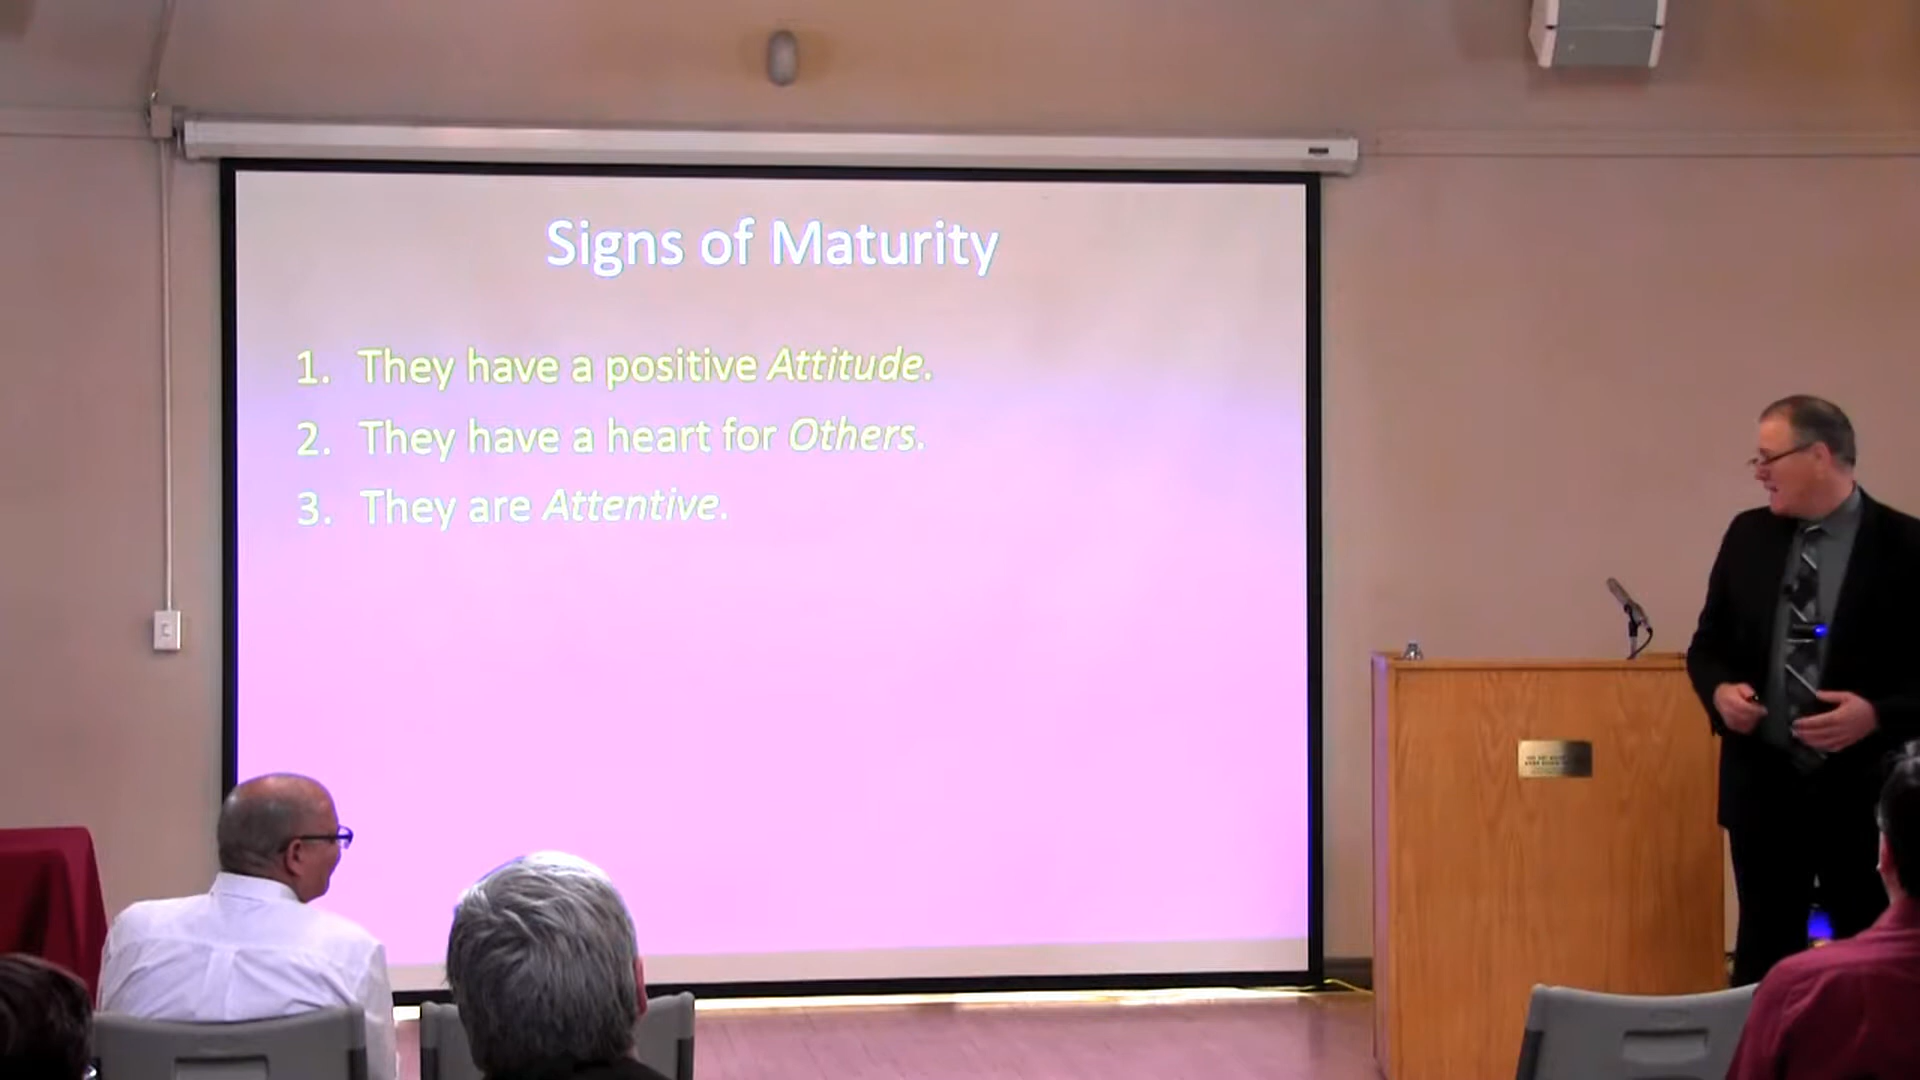 Signs of Maturity
1. They have a positive Attitude.
2. They have a heart for Others.
3. They are Attentive.